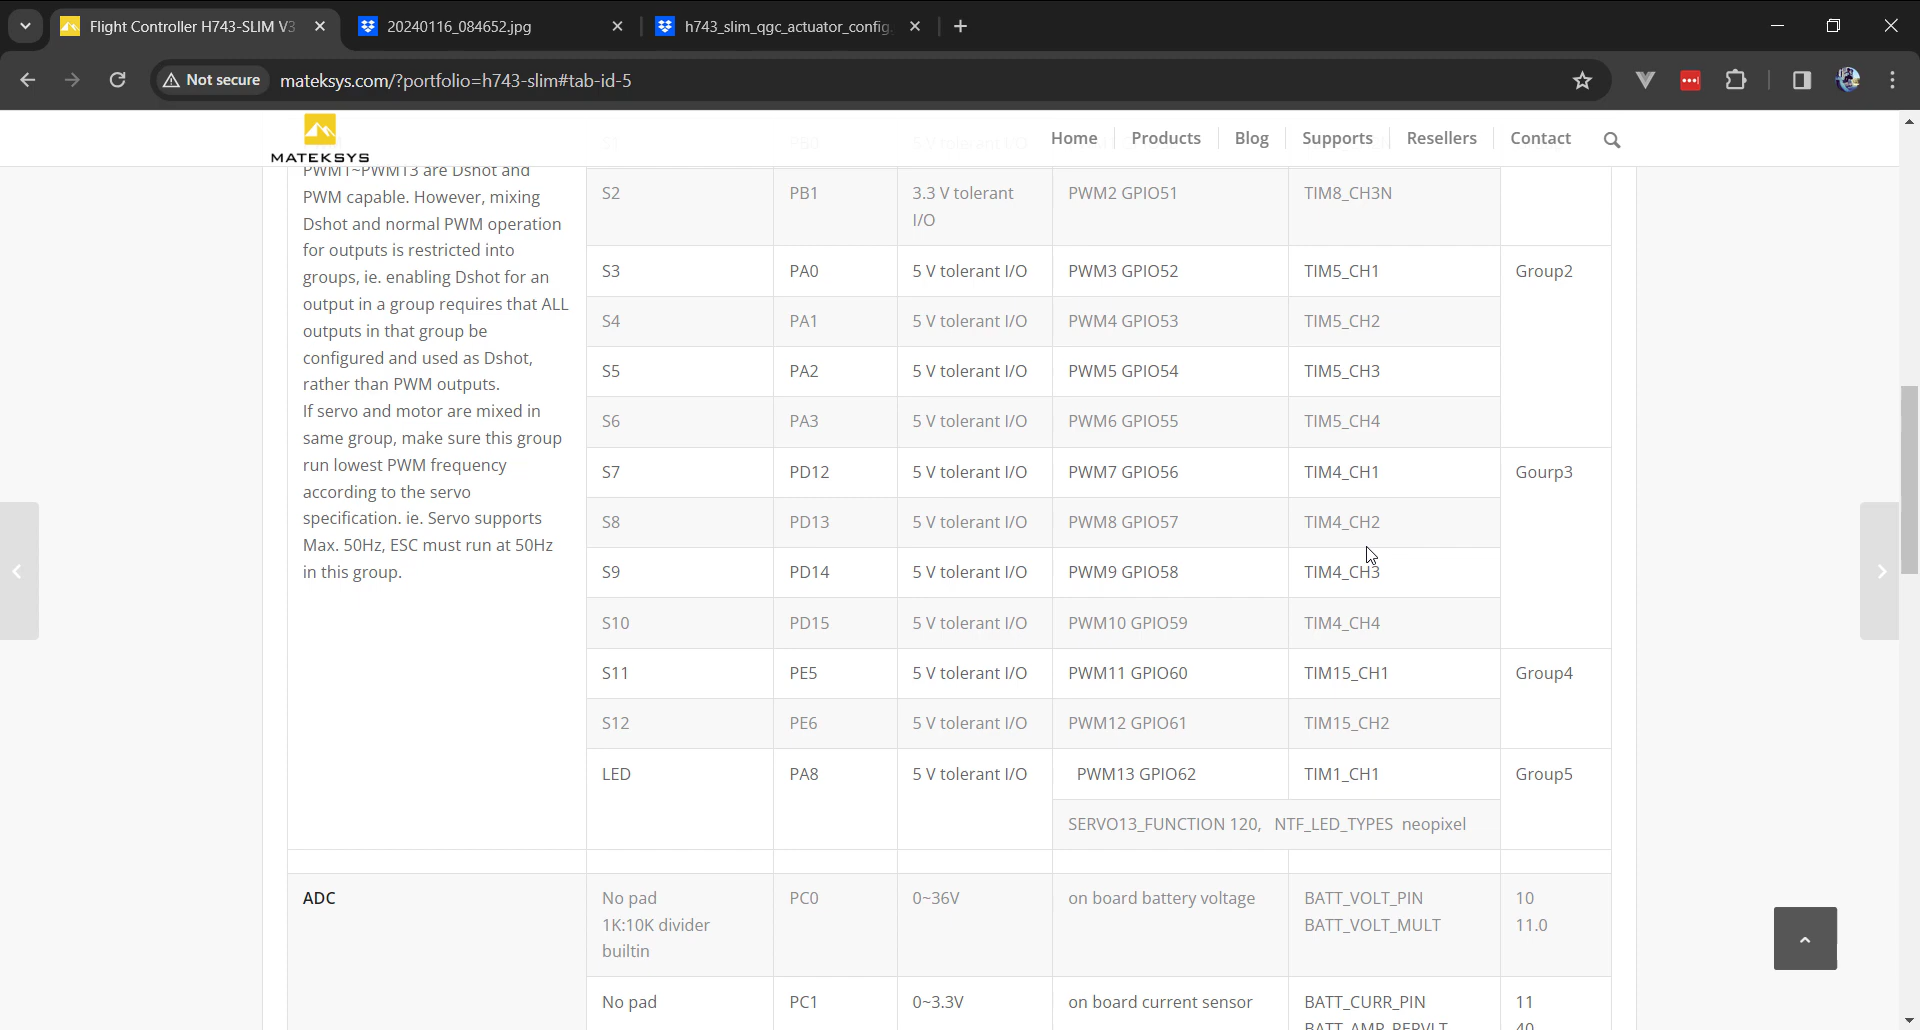 Flight Controller H743-SLIM V3
20240116_084652.jpg
h743_slim_qgc_actuator_config.
Not secure
mateksys.com/?portfolio=h743-slim#tab-id-5
MATEKSYS
Home
Products
Blog
Supports
Resellers
Contact
S1 PB0 5 V tolerant I/O
PWM1~PWM13 are Dshot and
PWM capable. However, mixing
Dshot and normal PWM operation
for outputs is restricted into
groups, ie. enabling Dshot for an
output in a group requires that ALL
outputs in that group be
configured and used as Dshot,
rather than PWM outputs.
If servo and motor are mixed in
same group, make sure this group
run lowest PWM frequency
according to the servo
specification. ie. Servo supports
Max. 50Hz, ESC must run at 50Hz
in this group.
S2 PB1 3.3 V tolerant PWM2 GPIO51 TIM8_CH3N
I/O
S3 PA0 5 V tolerant I/O PWM3 GPIO52 TIM5_CH1 Group2
S4 PA1 5 V tolerant I/O PWM4 GPIO53 TIM5_CH2
S5 PA2 5 V tolerant I/O PWM5 GPIO54 TIM5_CH3
S6 PA3 5 V tolerant I/O PWM6 GPIO55 TIM5_CH4
S7 PD12 5 V tolerant I/O PWM7 GPIO56 TIM4_CH1 Gourp3
S8 PD13 5 V tolerant I/O PWM8 GPIO57 TIM4_CH2
S9 PD14 5 V tolerant I/O PWM9 GPIO58 TIM4_CH3
S10 PD15 5 V tolerant I/O PWM10 GPIO59 TIM4_CH4
S11 PE5 5 V tolerant I/O PWM11 GPIO60 TIM15_CH1 Group4
S12 PE6 5 V tolerant I/O PWM12 GPIO61 TIM15_CH2
LED PA8 5 V tolerant I/O PWM13 GPIO62 TIM1_CH1 Group5
SERVO13_FUNCTION 120, NTF_LED_TYPES neopixel
ADC No pad PC0 0~36V on board battery voltage BATT_VOLT_PIN 10
1K:10K divider BATT_VOLT_MULT 11.0
builtin
No pad PC1 0~3.3V on board current sensor BATT_CURR_PIN 11
BATT_AMP_PERVLT 40